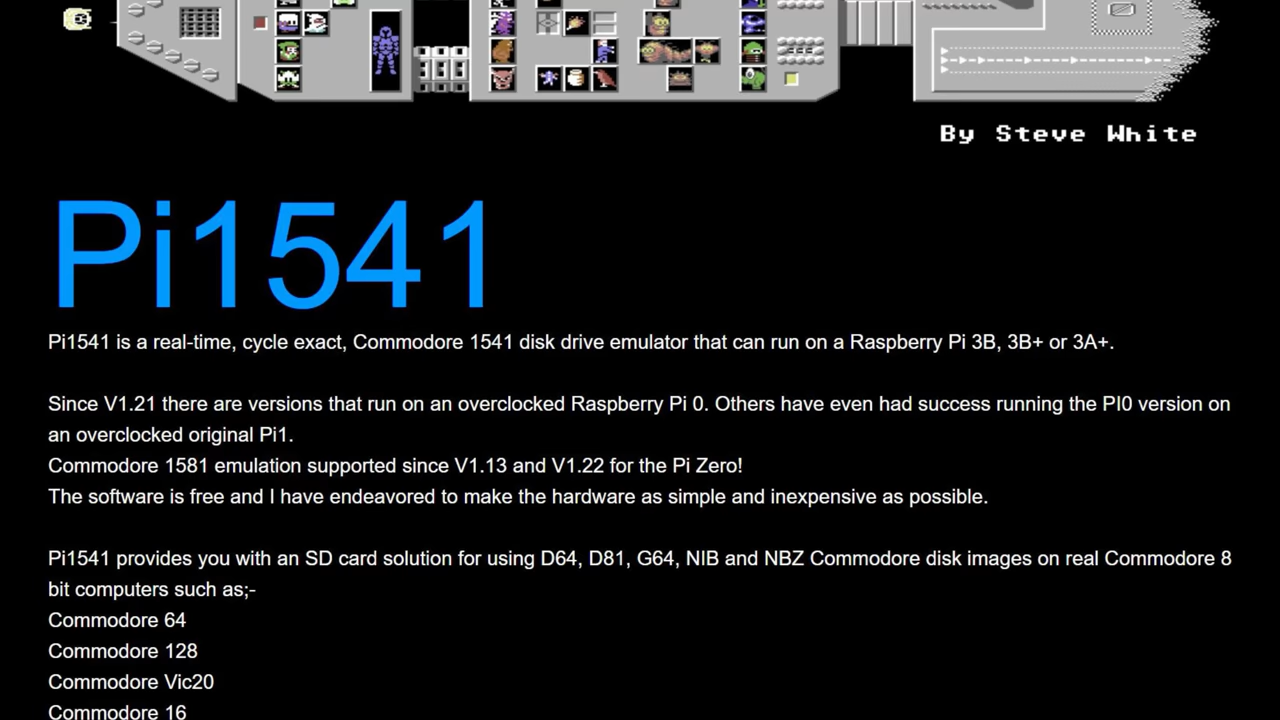 By Steve White
Pi1541
Pi1541 is a real-time, cycle exact, Commodore 1541 disk drive emulator that can run on a Raspberry Pi 3B, 3B+ or 3A+.
Since V1.21 there are versions that run on an overclocked Raspberry Pi 0. Others have even had success running the PI0 version on
an overclocked original Pi1.
Commodore 1581 emulation supported since V1.13 and V1.22 for the Pi Zero!
The software is free and I have endeavored to make the hardware as simple and inexpensive as possible.
Pi1541 provides you with an SD card solution for using D64, D81, G64, NIB and NBZ Commodore disk images on real Commodore 8
bit computers such as;-
Commodore 64
Commodore 128
Commodore Vic20
Commodore 16